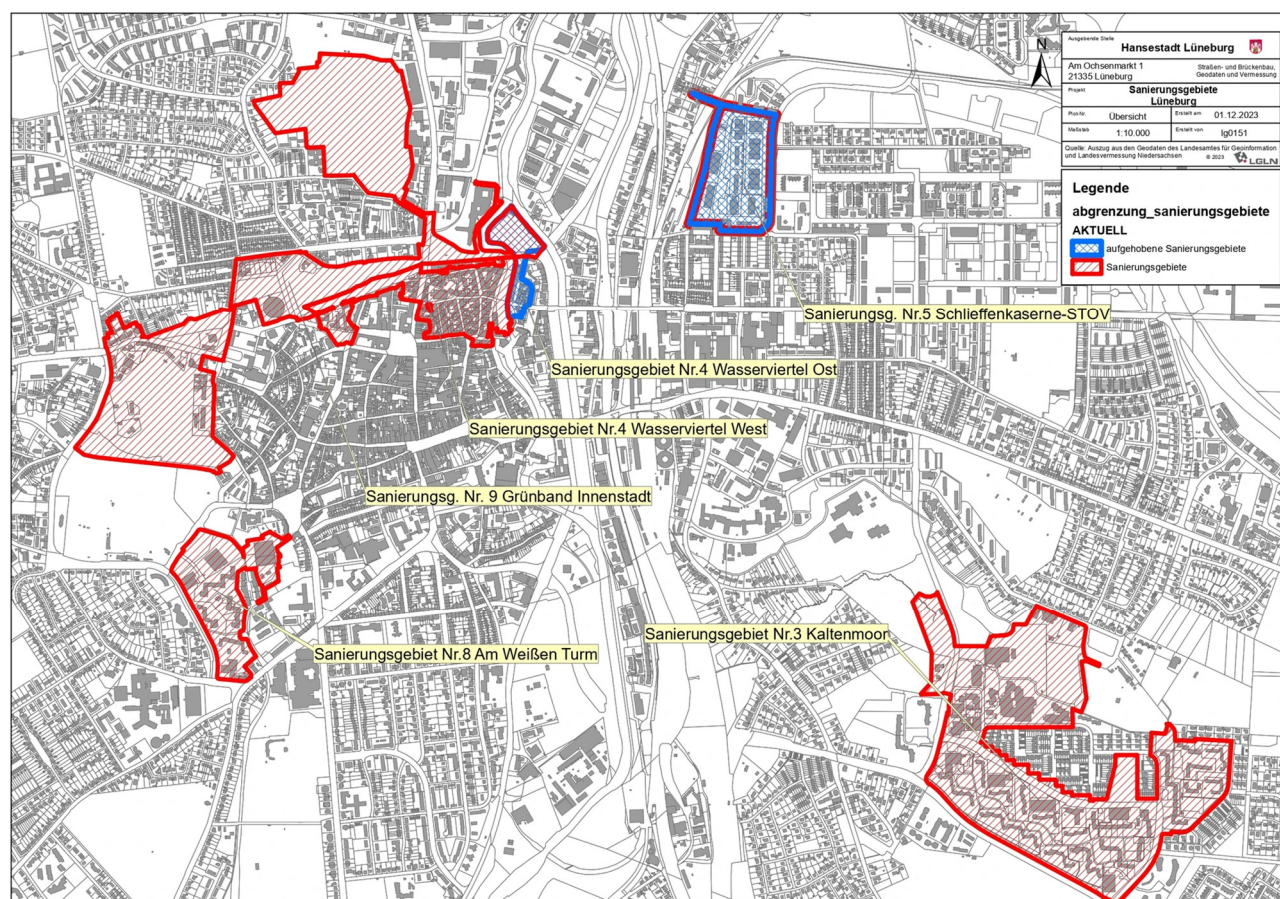 N
Ausgebende Stelle
Hansestadt Lüneburg
Am Ochsenmarkt 1
21335 Lüneburg
Straßen- und Brückenbau,
Geodaten und Vermessung
Projekt
Sanierungsgebiete
Lüneburg
Plan Nr.
Übersicht
Erstellt am
01.12.2023
Maßstab
1:10.000
Erstellt von
lg0151
Quelle: Auszug aus den Geodaten des Landesamtes für Geoinformation
und Landesvermessung Niedersachsen
© 2023
LGLN
Legende
abgrenzung_sanierungsgebiete
AKTUELL
aufgehobene Sanierungsgebiete
Sanierungsgebiete
Sanierungsg. Nr.5 Schlieffenkaserne-STOV
Sanierungsgebiet Nr.4 Wasserviertel Ost
Sanierungsgebiet Nr.4 Wasserviertel West
Sanierungsg. Nr. 9 Grünband Innenstadt
Sanierungsgebiet Nr.3 Kaltenmoor
Sanierungsgebiet Nr.8 Am Weißen Turm